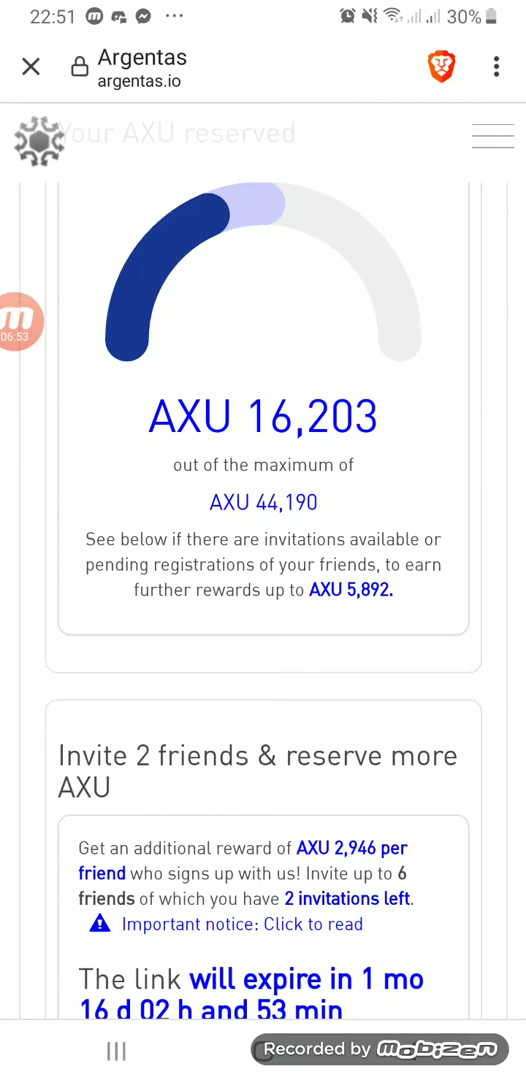 22:51 30%
Argentas
argentas.io
Your AXU reserved
06:53
AXU 16,203
out of the maximum of
AXU 44,190
See below if there are invitations available or
pending registrations of your friends, to earn
further rewards up to AXU 5,892.
Invite 2 friends & reserve more
AXU
Get an additional reward of AXU 2,946 per
friend who signs up with us! Invite up to 6
friends of which you have 2 invitations left.
Important notice: Click to read
The link will expire in 1 mo
16 d 02 h and 53 min
Recorded by mobizen